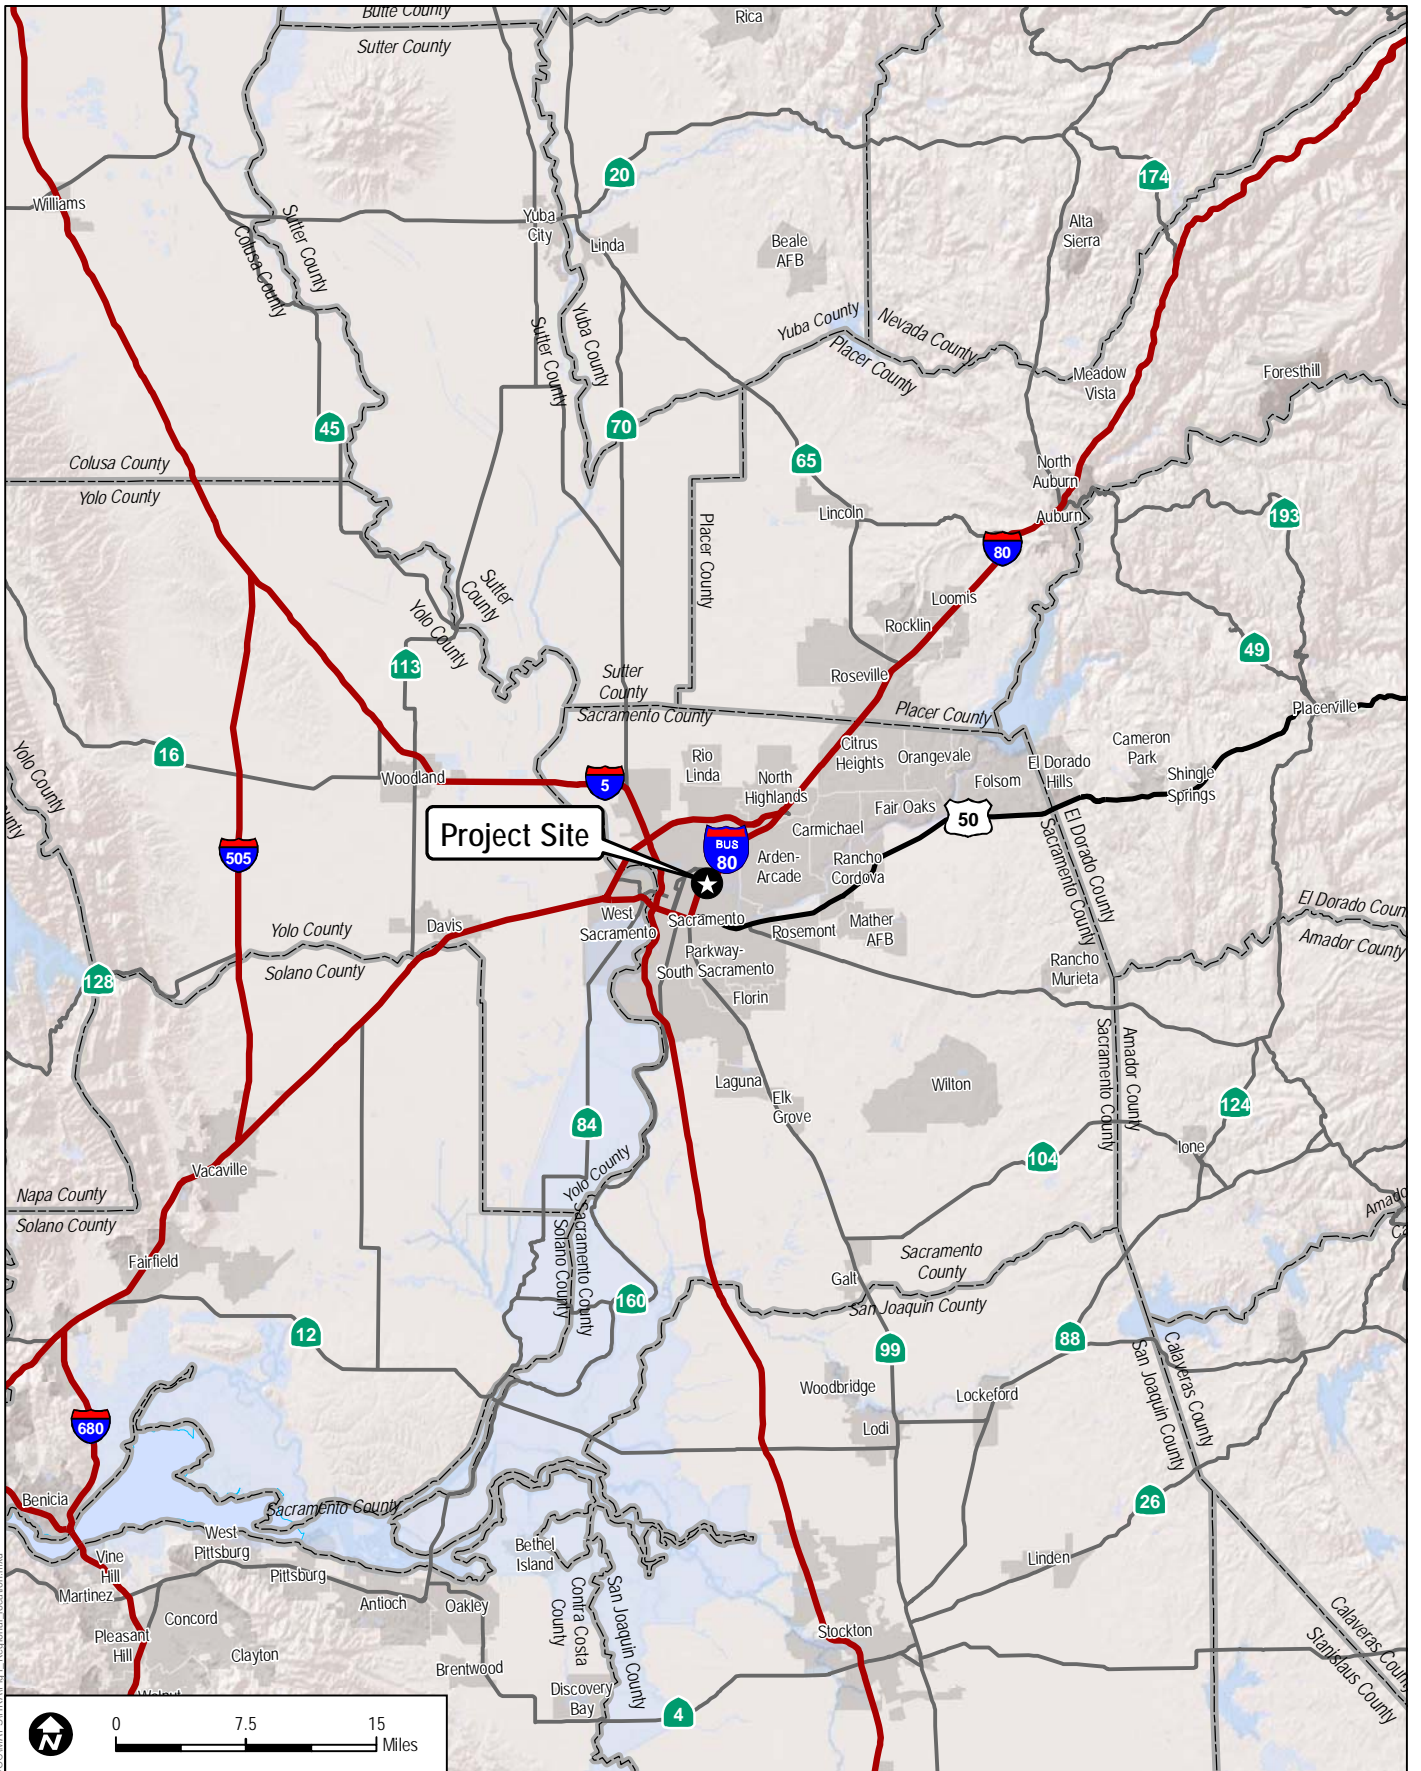 Butte County
Sutter County
Rica
20
174
Williams
Yuba
City
Linda
Beale
AFB
Alta
Sierra
Sutter County
Colusa County
Yuba County
Sutter County
Yuba County
Nevada County
Placer County
Meadow
Vista
Foresthill
45
70
65
Colusa County
Yolo County
North
Auburn
Auburn
Lincoln
193
80
Placer County
Sutter
County
Yolo County
Loomis
Rocklin
49
113
Sutter
County
Sacramento County
Roseville
Placer County
Placerville
16
Yolo County
unty
Woodland
5
Rio
Linda
North
Highlands
Citrus
Heights
Orangevale
Folsom
El Dorado
Hills
Cameron
Park
Shingle
Springs
Project Site
BUS
80
Carmichael
Fair Oaks
50
505
Arden-
Arcade
Rancho
Cordova
El Dorado County
Sacramento County
El Dorado Coun
Amador County
Davis
West
Sacramento
Sacramento
Rosemont
Mather
AFB
Yolo County
Solano County
Parkway-
South Sacramento
Rancho
Murieta
128
Florin
Amador County
Sacramento County
Laguna
Elk
Grove
Wilton
124
84
104
Ione
Vacaville
Yolo County
Napa County
Solano County
Amado
Ca
Fairfield
Sacramento County
Solano County
Sacramento
County
Galt
San Joaquin County
160
12
99
88
Calaveras County
San Joaquin County
Woodbridge
Lockeford
Lodi
680
Benicia
Sacramento County
26
West
Pittsburg
Bethel
Island
Vine
Hill
Linden
Martinez
Pittsburg
Antioch
Oakley
Contra Costa
County
San Joaquin County
Concord
Pleasant
Hill
Clayton
Stockton
Calaveras County
Stanislaus County
Brentwood
Discovery
Bay
4
Walnut
N
0
7.5
15
Miles